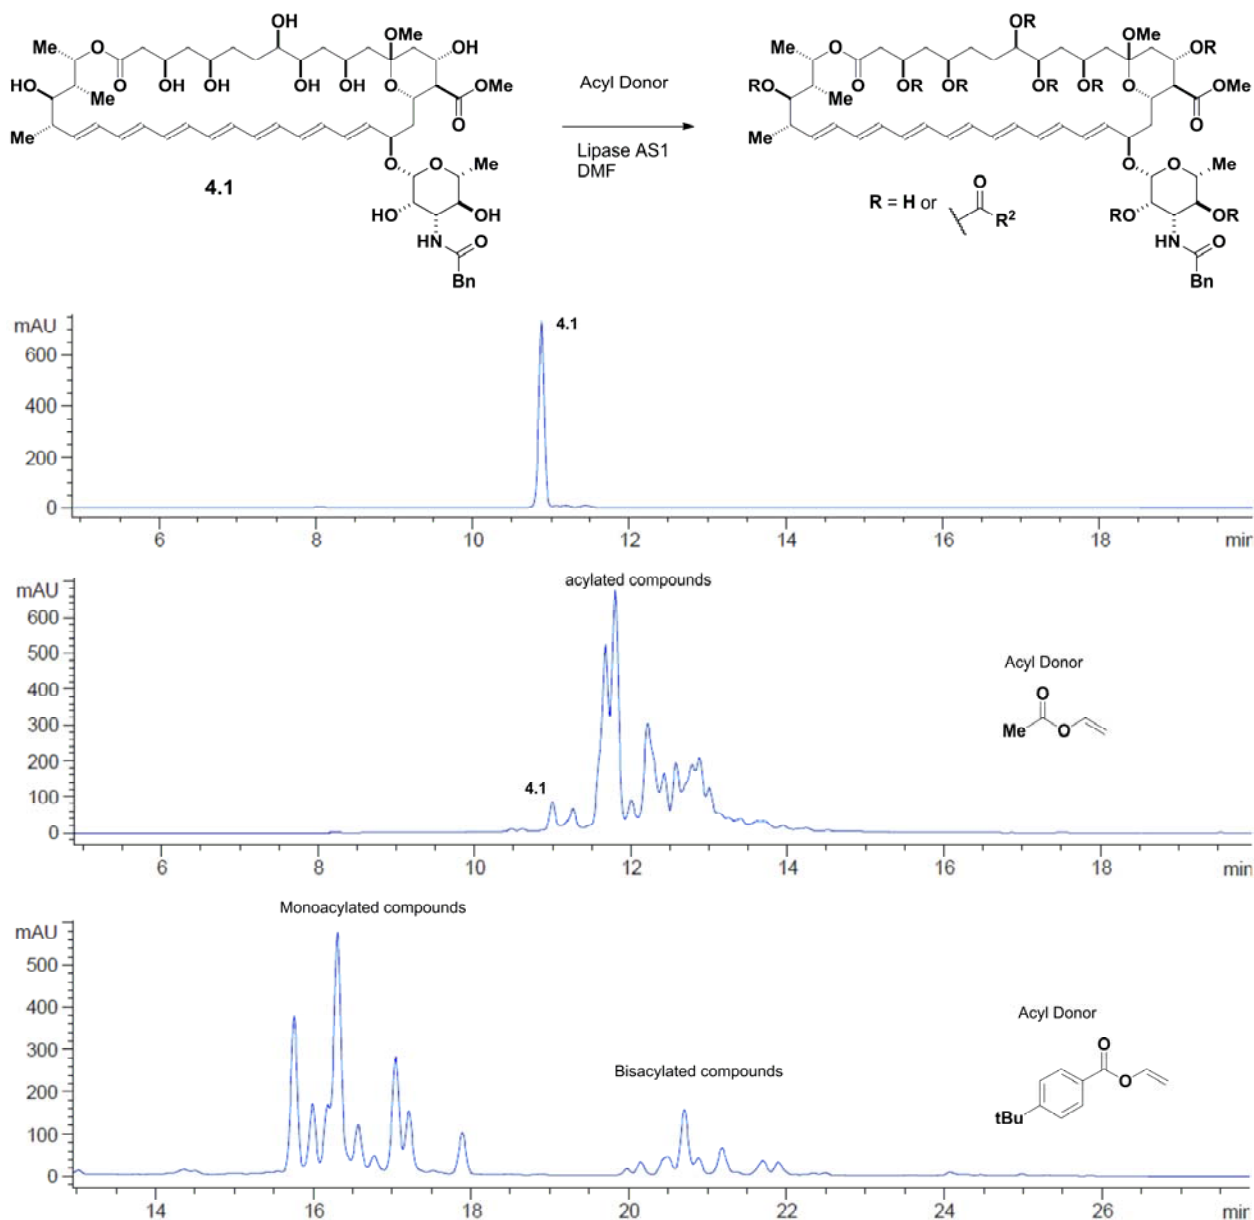 OH
OMe
OH
Me
O
O
OH
OH
OH
OH
O
OMe
O
HO
Me
Me
O
O
Me
4.1
HO
OH
HN
O
Bn
Acyl Donor
Lipase AS1
DMF
OR
OMe
OR
Me
O
O
OR
OR
OR
OR
O
OMe
O
RO
Me
Me
O
O
Me
R = H or
O
R²
RO
OR
HN
O
Bn
mAU
600
400
200
0
4.1
6 8 10 12 14 16 18 min
mAU
600
500
400
300
200
100
0
acylated compounds
4.1
Acyl Donor
O
Me
O
6 8 10 12 14 16 18 min
Monoacylated compounds
mAU
500
400
300
200
100
0
Bisacylated compounds
Acyl Donor
O
O
tBu
14 16 18 20 22 24 26 min